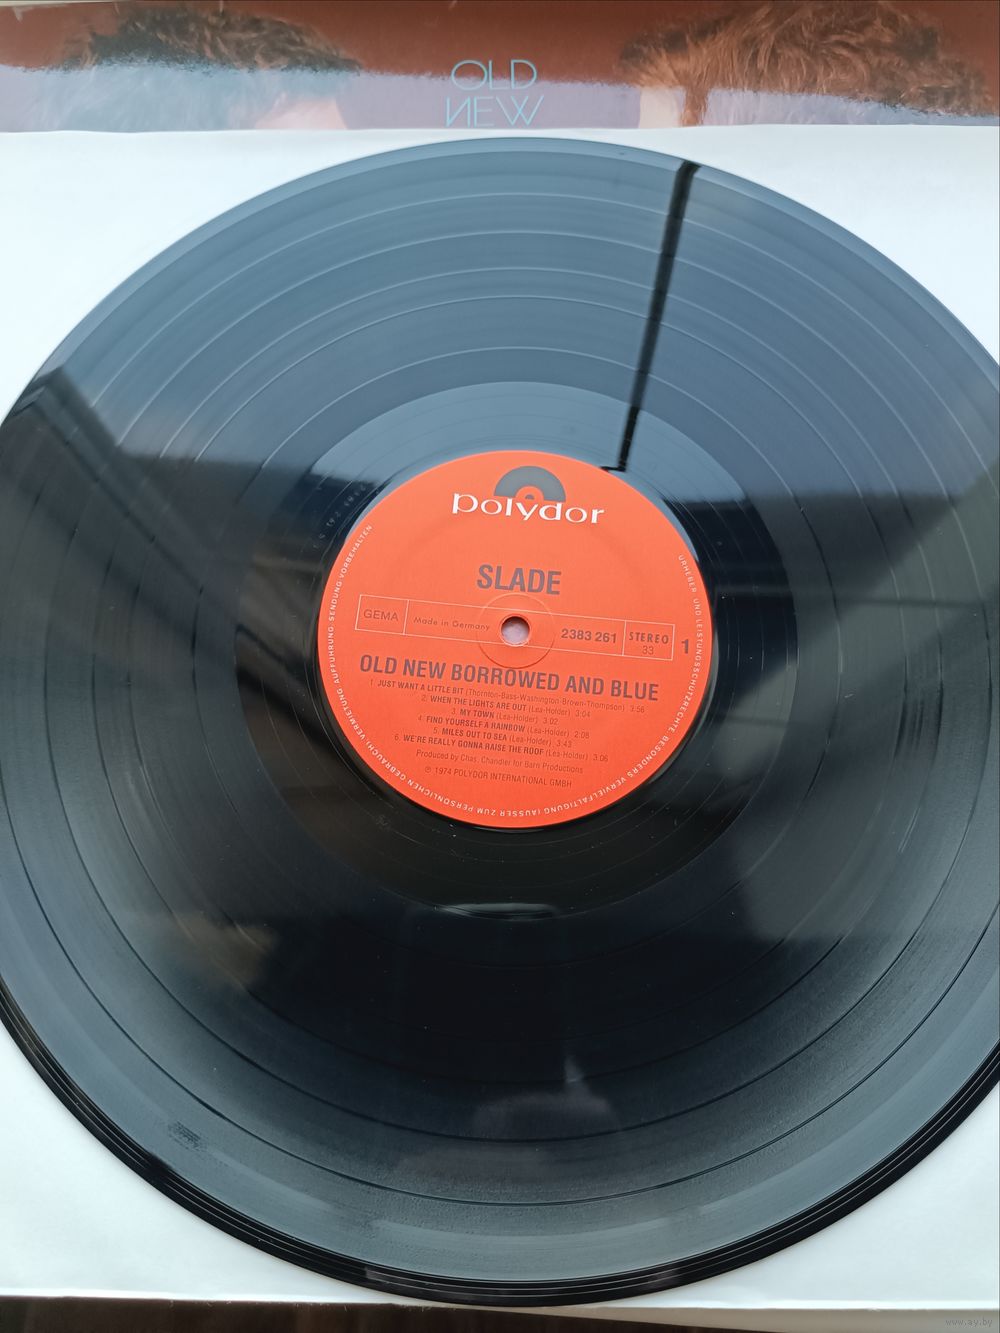 OLD
NEW
polydor
SLADE
GEMA
Made in Germany
2383 261
STEREO
33
1
OLD NEW BORROWED AND BLUE
1. JUST WANT A LITTLE BIT (Thornton-Bass-Washington-Brown-Thompson) 3:56
2. WHEN THE LIGHTS ARE OUT (Lea-Holder) 3:04
3. MY TOWN (Lea-Holder) 3:02
4. FIND YOURSELF A RAINBOW (Lea-Holder) 2:08
5. MILES OUT TO SEA (Lea-Holder) 3:43
6. WE'RE REALLY GONNA RAISE THE ROOF (Lea-Holder) 3:06
Produced by Chas. Chandler for Barn Productions
℗ 1974 POLYDOR INTERNATIONAL GMBH
URHEBER- UND LEISTUNGSSCHUTZRECHTE, BESONDERS VERVIELFÄLTIGUNG (AUSSER ZUM PERSÖNLICHEN GEBRAUCH), VERMIETUNG, AUFFÜHRUNG, SENDUNG VORBEHALTEN
www.ay.by